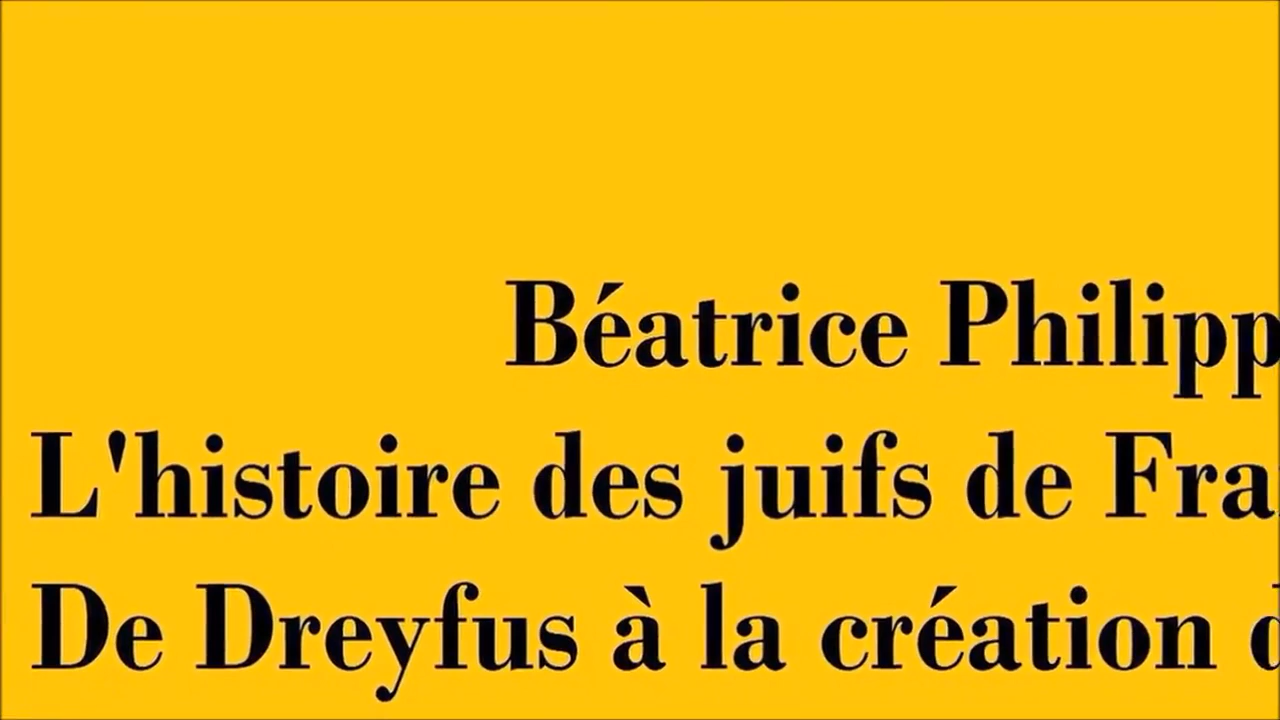 Béatrice Philipp
L'histoire des juifs de Fra
De Dreyfus à la création